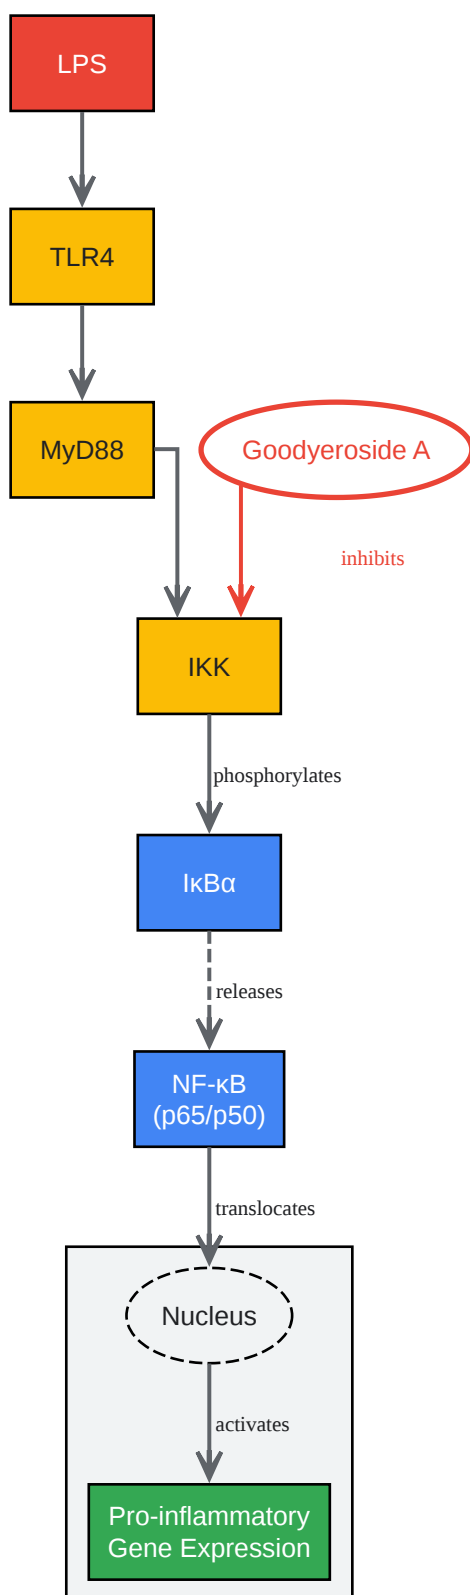 LPS
TLR4
MyD88
Goodyeroside A
inhibits
IKK
phosphorylates
IκBα
releases
NF-κB
(p65/p50)
translocates
Nucleus
activates
Pro-inflammatory
Gene Expression